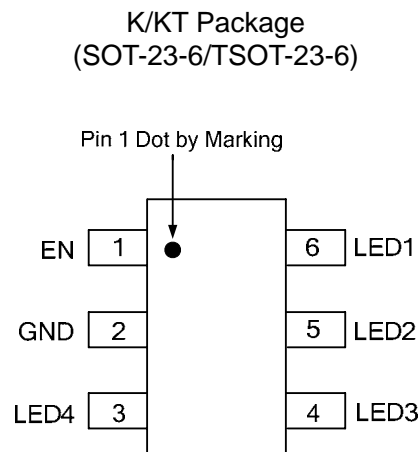 K/KT Package
(SOT-23-6/TSOT-23-6)
Pin 1 Dot by Marking
EN 1 6 LED1
GND 2 5 LED2
LED4 3 4 LED3